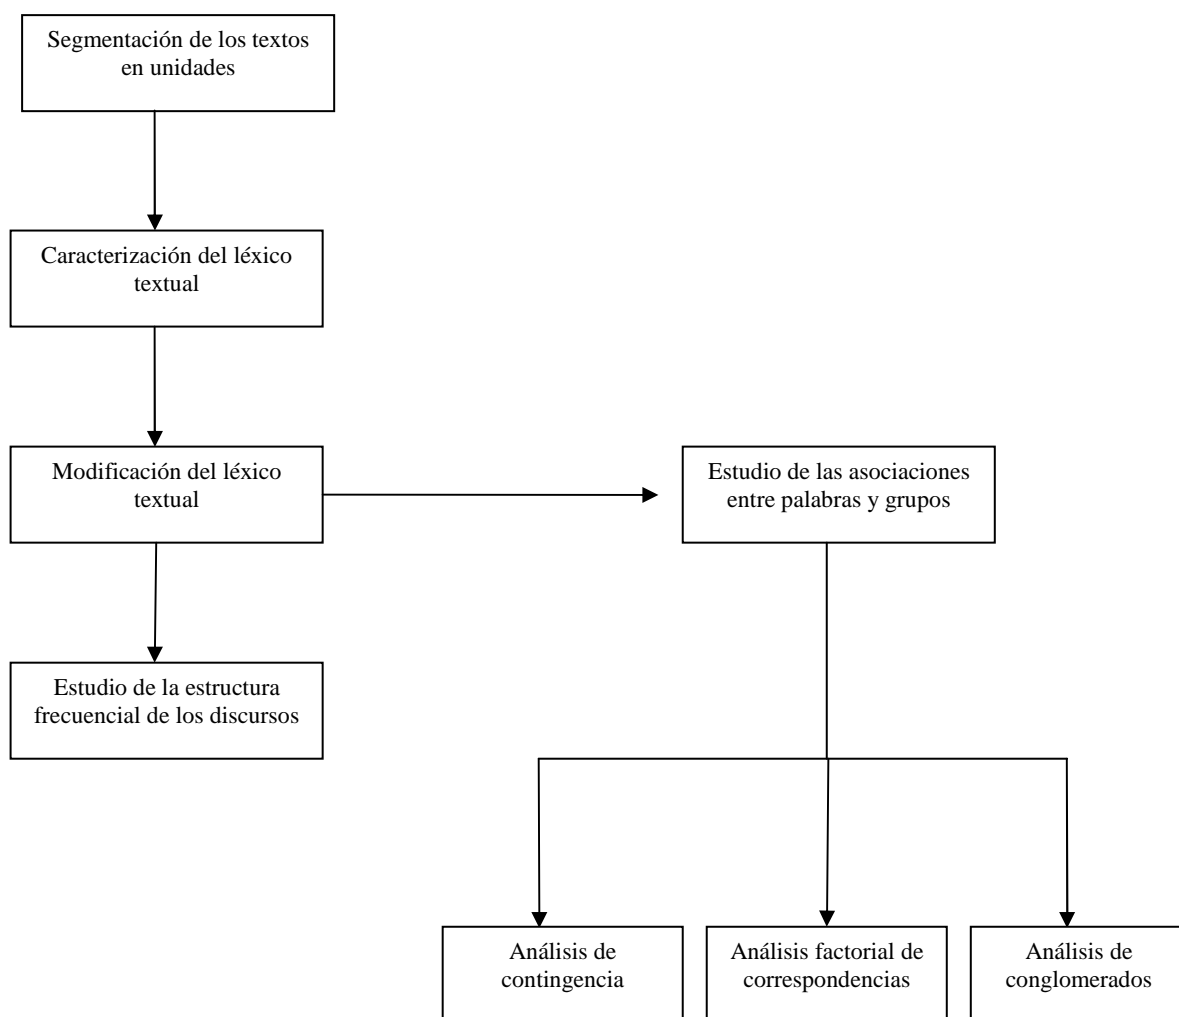 Segmentación de los textos
en unidades
Caracterización del léxico
textual
Modificación del léxico
textual
Estudio de las asociaciones
entre palabras y grupos
Estudio de la estructura
frecuencial de los discursos
Análisis de
contingencia
Análisis factorial de
correspondencias
Análisis de
conglomerados